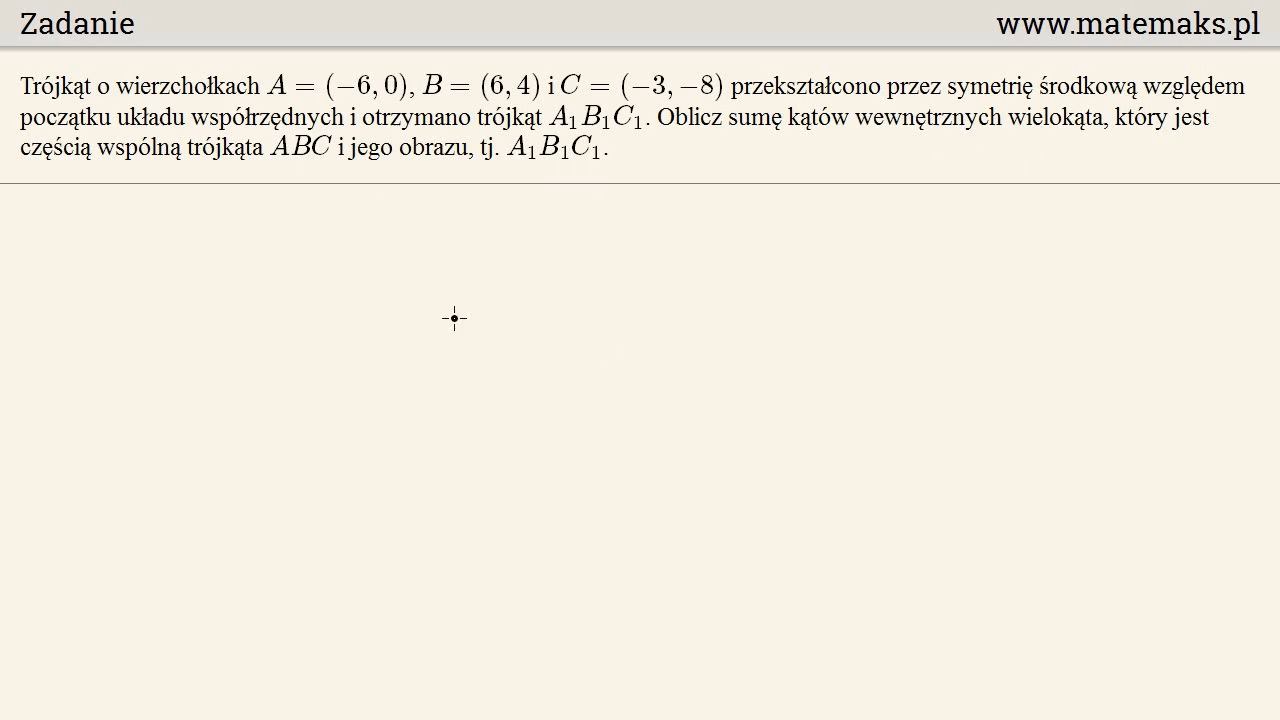 Zadanie www.matemaks.pl
Trójkąt o wierzchołkach A = (−6, 0), B = (6, 4) i C = (−3, −8) przekształcono przez symetrię środkową względem
początku układu współrzędnych i otrzymano trójkąt A₁B₁C₁. Oblicz sumę kątów wewnętrznych wielokąta, który jest
częścią wspólną trójkąta ABC i jego obrazu, tj. A₁B₁C₁.